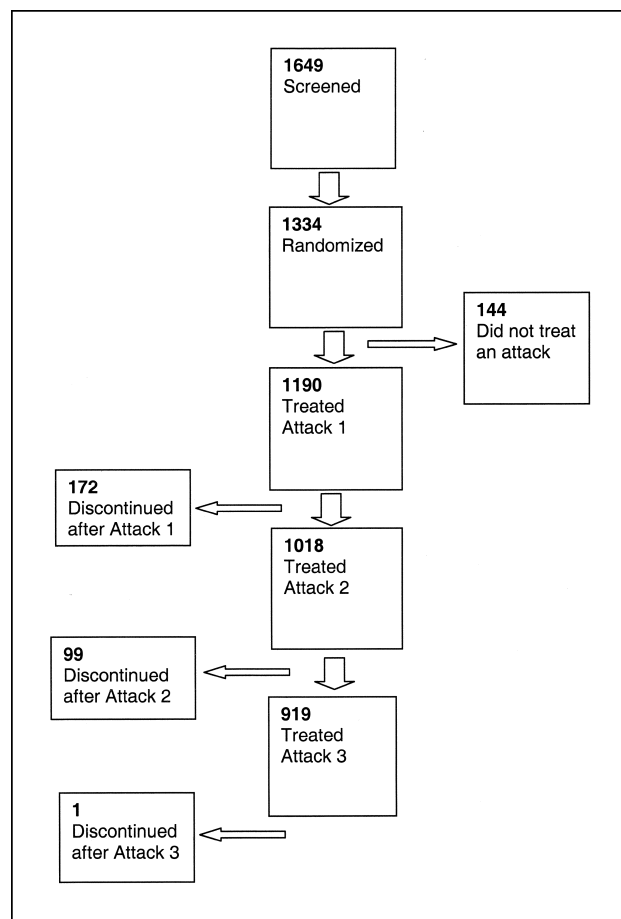 1649
Screened
1334
Randomized
144
Did not treat
an attack
1190
Treated
Attack 1
172
Discontinued
after Attack 1
1018
Treated
Attack 2
99
Discontinued
after Attack 2
919
Treated
Attack 3
1
Discontinued
after Attack 3